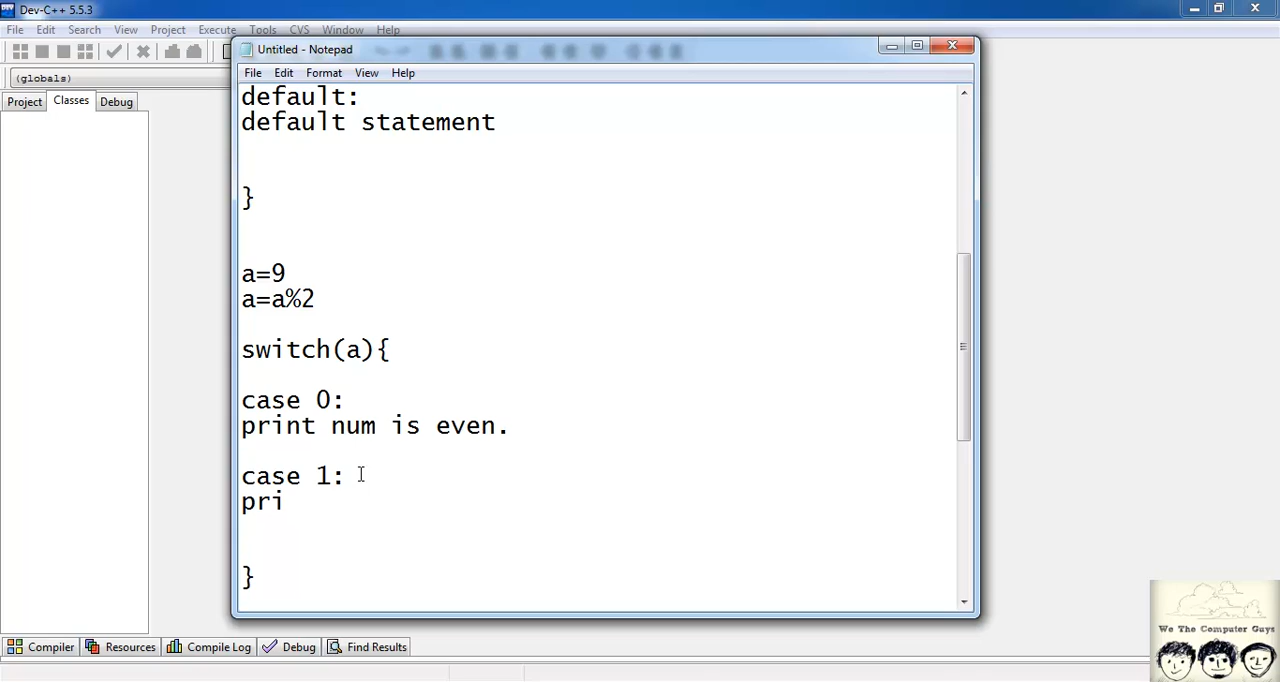 Dev-C++ 5.5.3
File Edit Search View Project Execute Tools CVS Window Help
(globals)
Project Classes Debug
Untitled - Notepad
File Edit Format View Help
default:
default statement
}
a=9
a=a%2
switch(a){
case 0:
print num is even.
case 1:
pri
}
Compiler Resources Compile Log Debug Find Results
We The Computer Guys